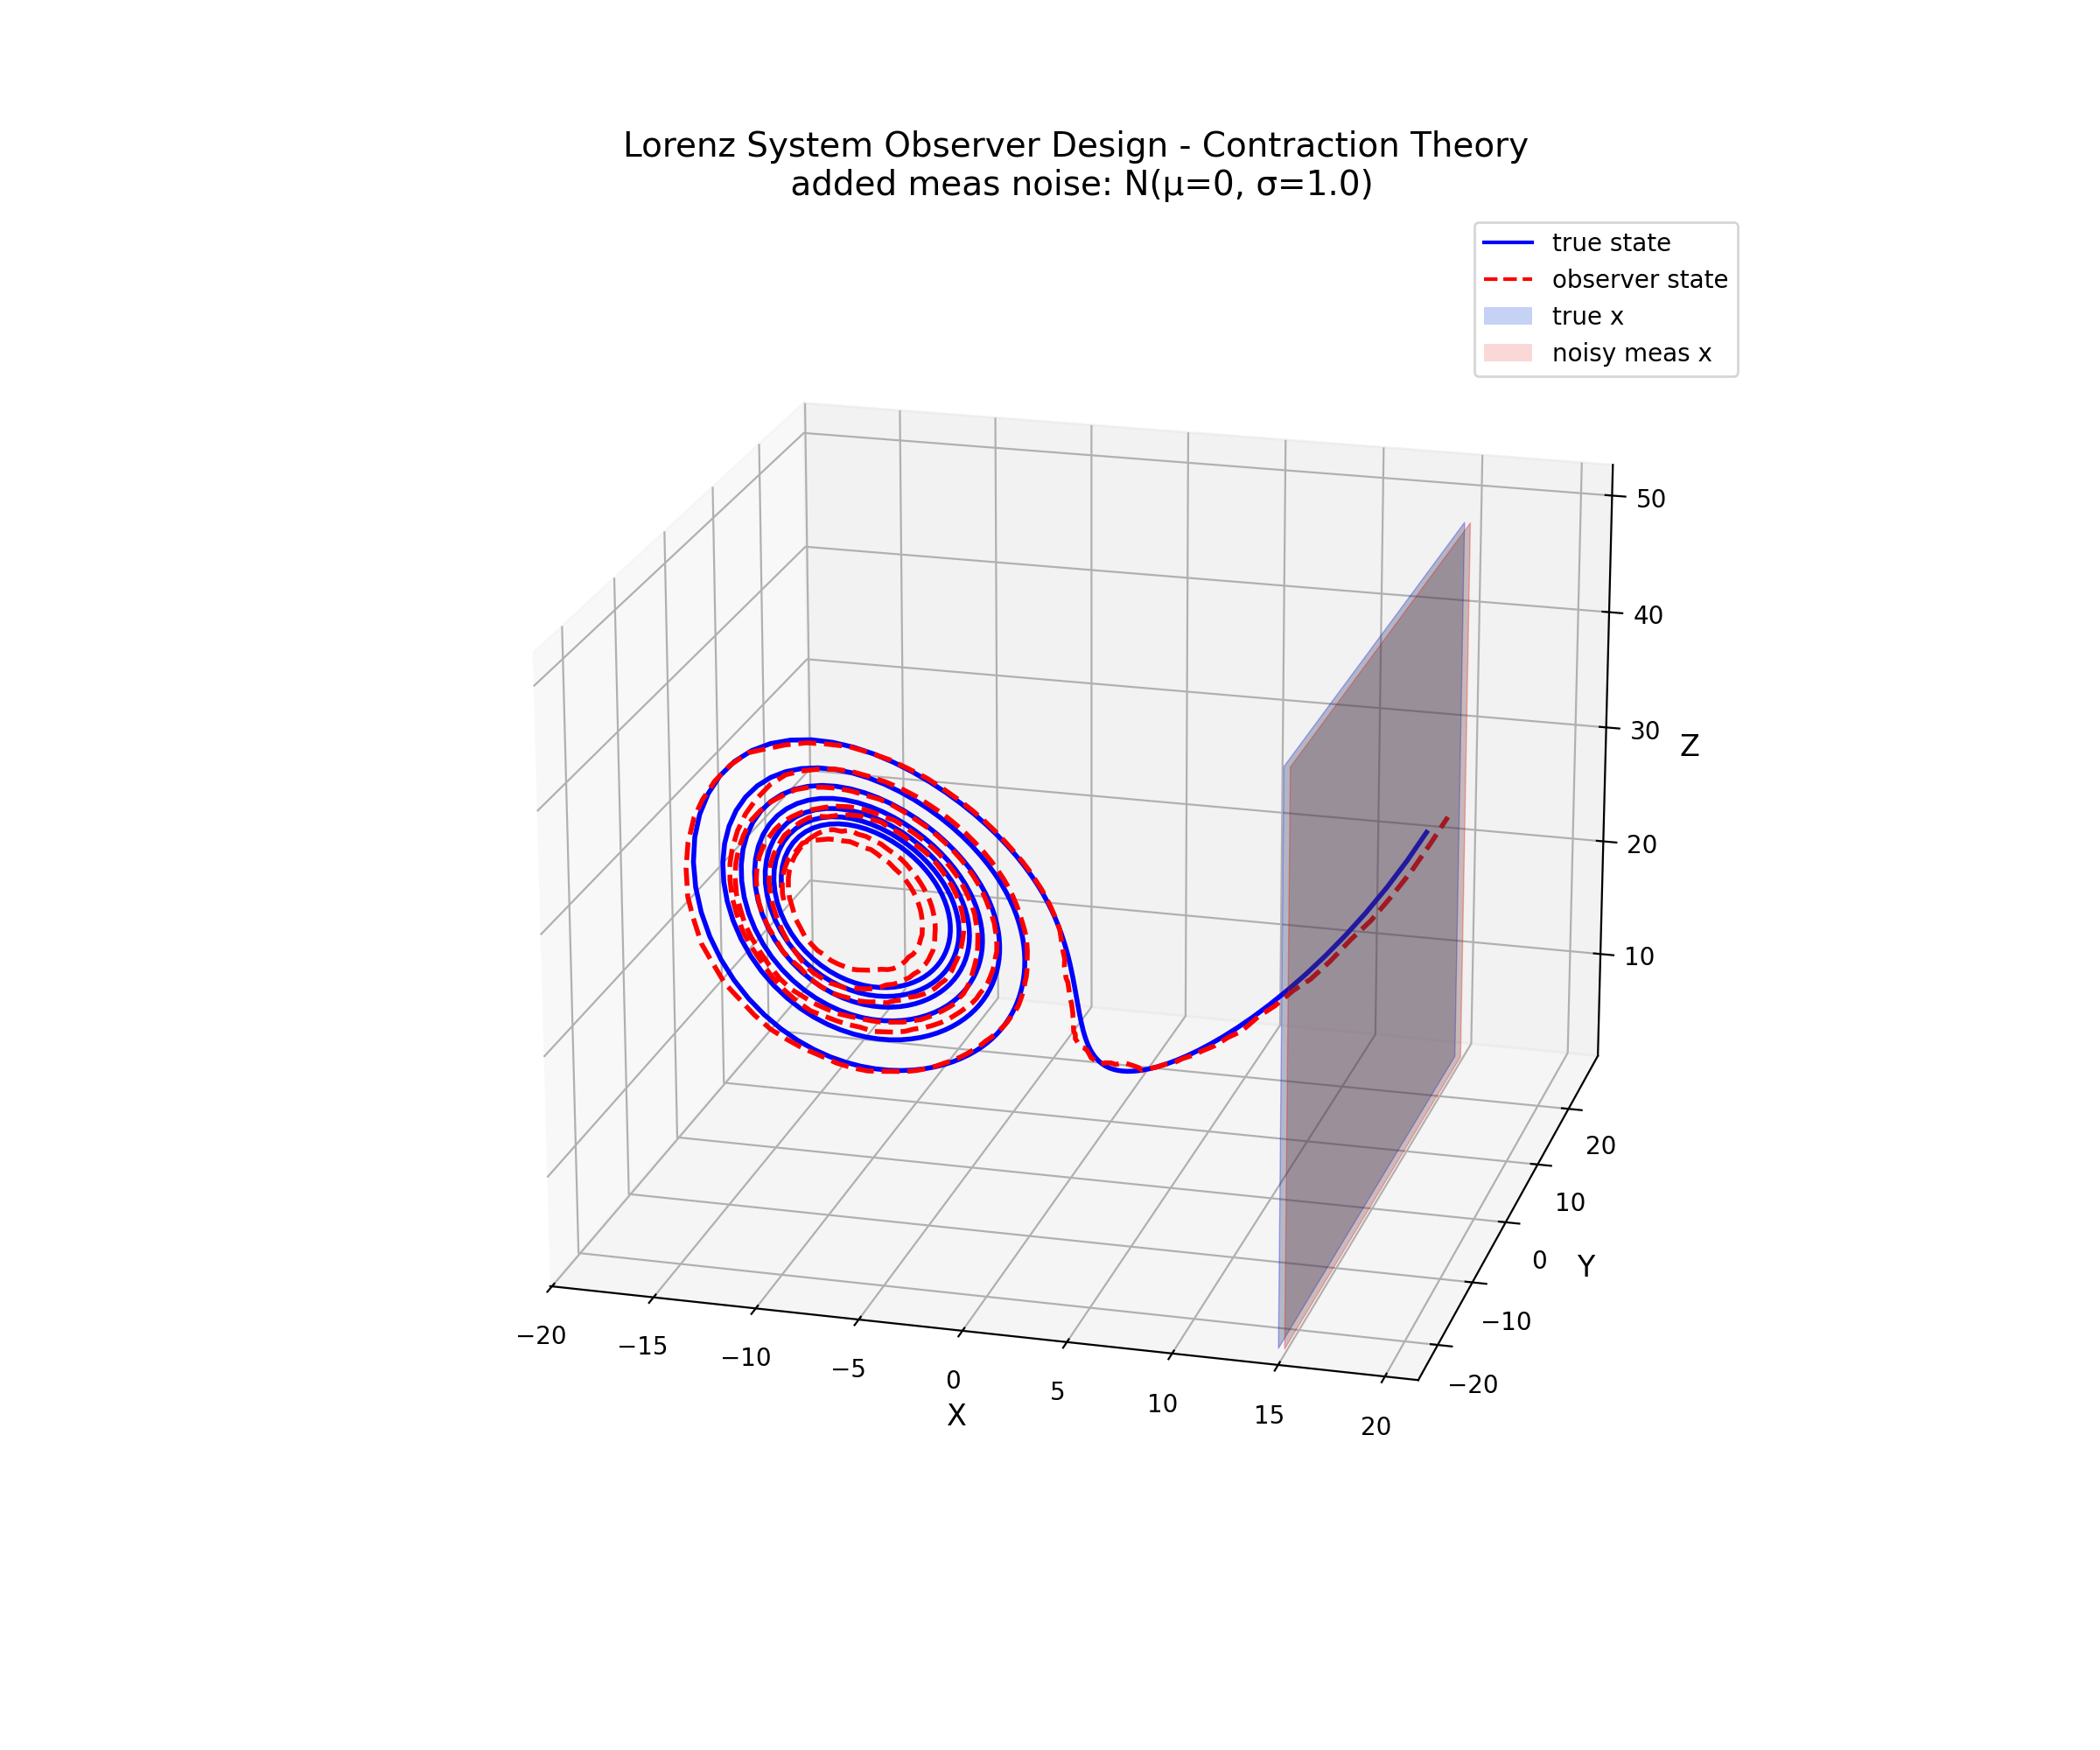 Lorenz System Observer Design - Contraction Theory
added meas noise: N(μ=0, σ=1.0)
true state
observer state
true x
noisy meas x
50
40
30
Z
20
10
20
10
0
Y
−10
−20
−20
−15
−10
−5
0
5
10
15
20
X